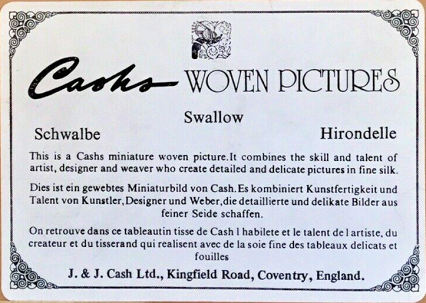 Cashs WOVEN PICTURES
Swallow
Schwalbe Hirondelle
This is a Cashs miniature woven picture.It combines the skill and talent of
artist, designer and weaver who create detailed and delicate pictures in fine silk.
Dies ist ein gewebtes Miniaturbild von Cash.Es kombiniert Kunstfertigkeit und
Talent von Kunstler,Designer und Weber,die detaillierte und delikate Bilder aus
feiner Seide schaffen.
On retrouve dans ce tableautin tisse de Cash l habilete et le talent de l artiste, du
createur et du tisserand qui realisent avec de la soie fine des tableaux delicats et
fouilles
J. & J. Cash Ltd., Kingfield Road, Coventry, England.